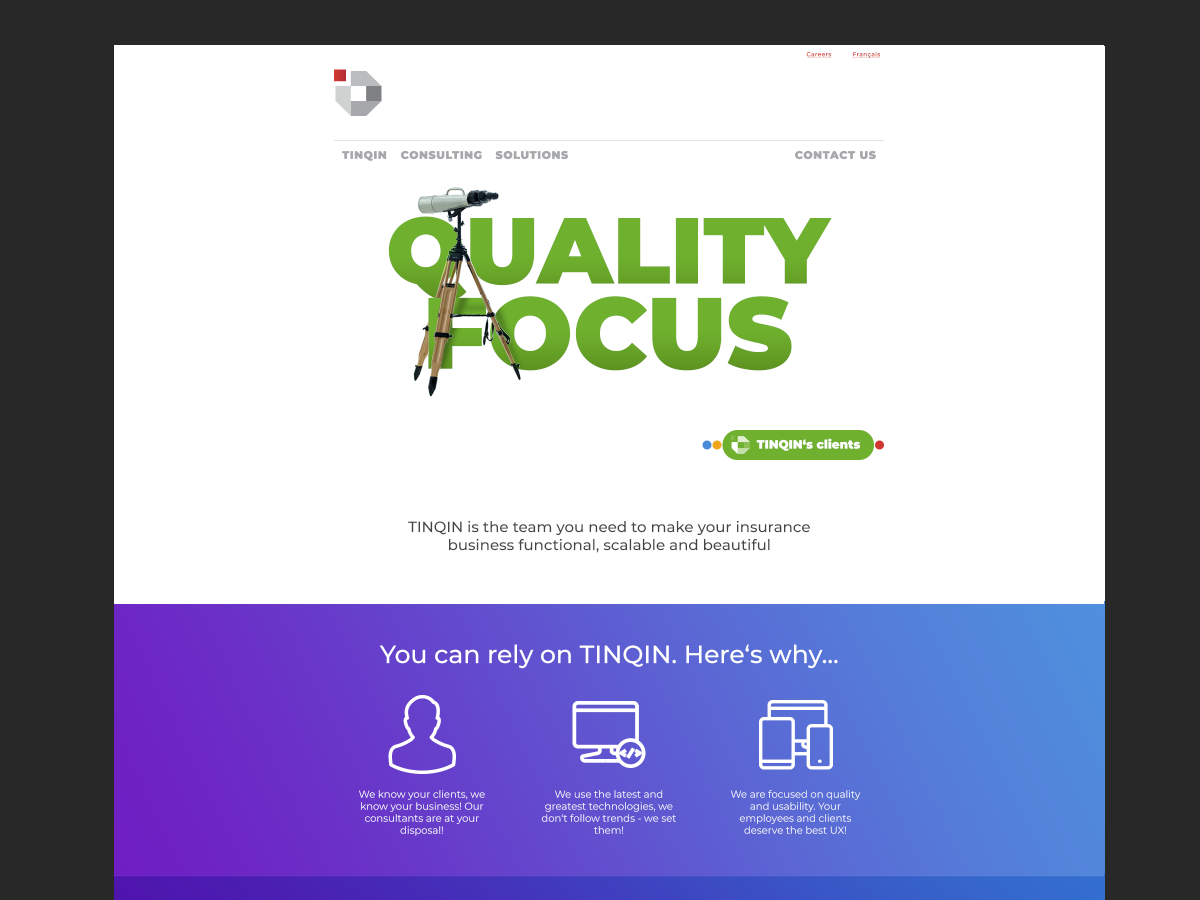 Careers Français
TINQIN CONSULTING SOLUTIONS CONTACT US
QUALITY
FOCUS
TINQIN‘s clients
TINQIN is the team you need to make your insurance
business functional, scalable and beautiful
You can rely on TINQIN. Here‘s why...
We know your clients, we
know your business! Our
consultants are at your
disposal!
We use the latest and
greatest technologies, we
don't follow trends - we set
them!
We are focused on quality
and usability. Your
employees and clients
deserve the best UX!